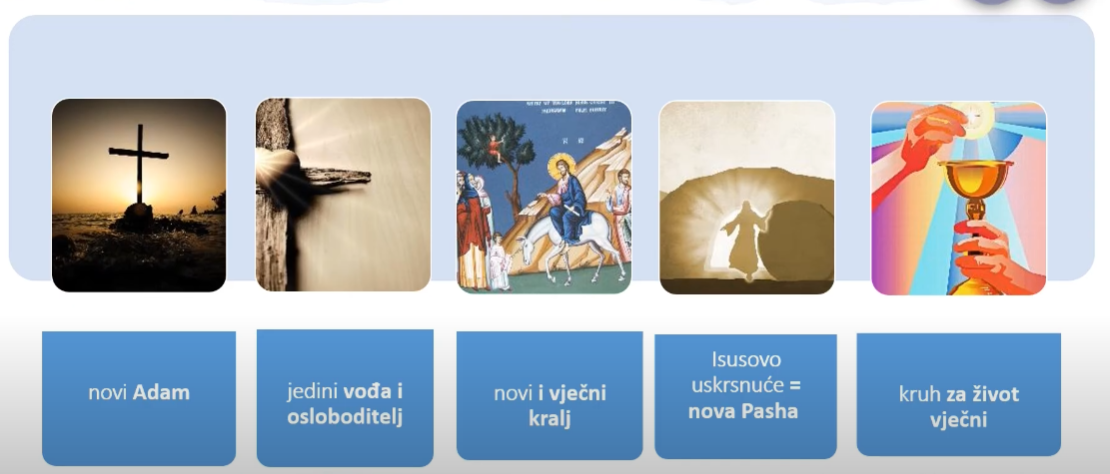 novi Adam
jedini vođa i
osloboditelj
novi i vječni
kralj
Isusovo
uskrsnuće =
nova Pasha
kruh za život
vječni